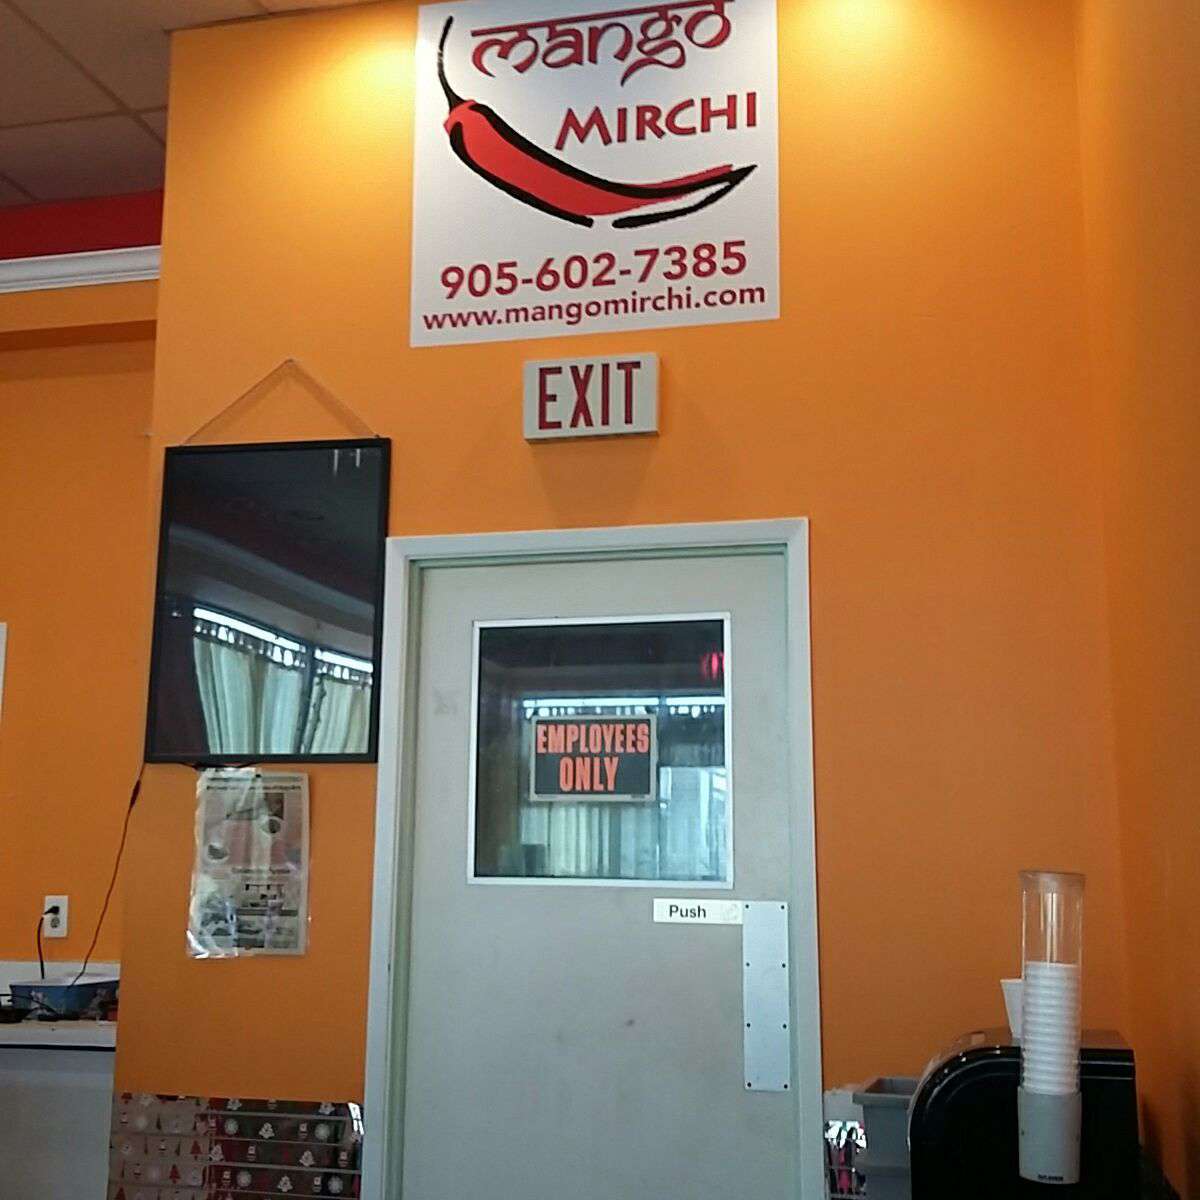 mango
MIRCHI
905-602-7385
www.mangomirchi.com
EXIT
EMPLOYEES
ONLY
Push